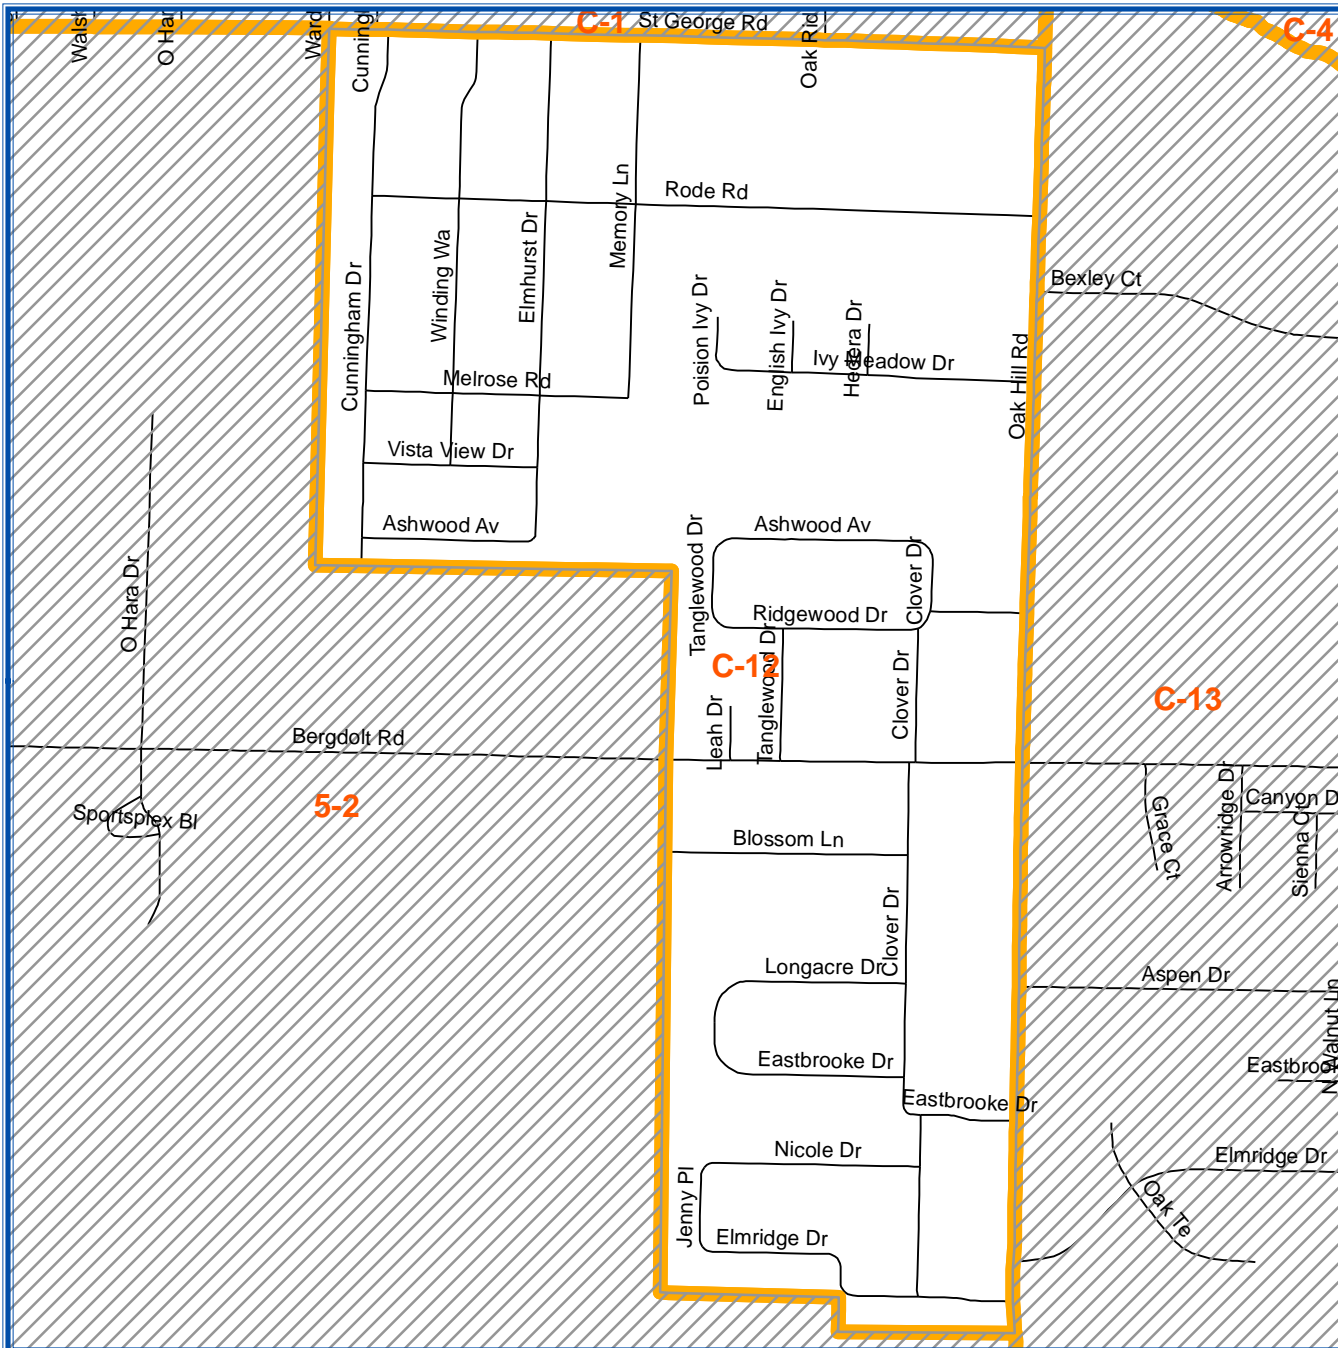 C-1
St George Rd
C-4
Walsh
O Har
Ward
Cunningh
Oak Rid
Rode Rd
Memory Ln
Elmhurst Dr
Winding Wa
Cunningham Dr
Bexley Ct
Poision Ivy Dr
English Ivy Dr
Hedera Dr
Ivy Meadow Dr
Oak Hill Rd
Melrose Rd
Vista View Dr
Ashwood Av
Ashwood Av
Tanglewood Dr
Clover Dr
O Hara Dr
Ridgewood Dr
C-12
Tanglewood Dr
Clover Dr
C-13
Leah Dr
Bergdolt Rd
5-2
Sportsplex Bl
Grace Ct
Arrowridge Dr
Canyon D
Sienna Ct
Blossom Ln
Clover Dr
Longacre Dr
Aspen Dr
N Walnut Ln
Eastbrooke Dr
Eastbrook
Eastbrooke Dr
Nicole Dr
Elmridge Dr
Jenny Pl
Oak Te
Elmridge Dr